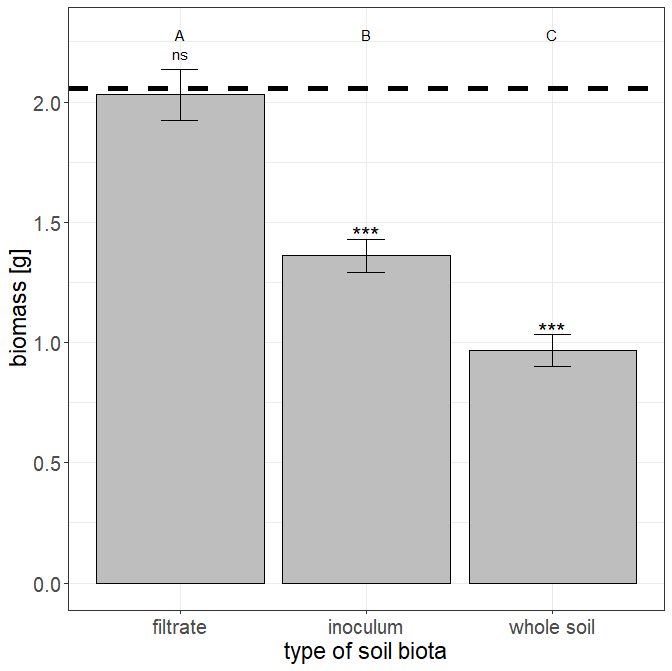 A B C
ns
2.0
***
1.5
***
1.0
0.5
0.0
biomass [g]
filtrate inoculum whole soil
type of soil biota